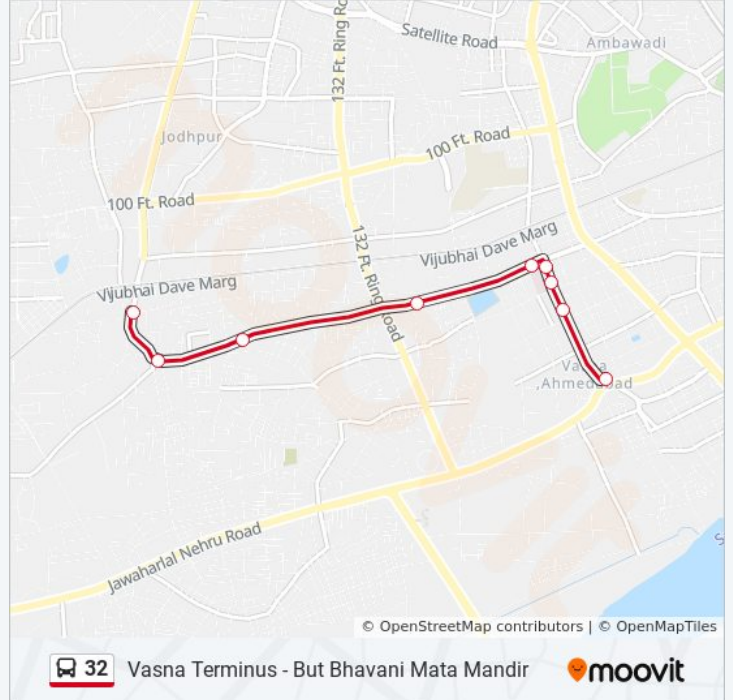 132 Ft. Ring Ro
Satellite Road
Ambawadi
Jodhpur
100 Ft. Road
100 Ft. Road
132 Ft. Ring Road
Vijubhai Dave Marg
Vijubhai Dave Marg
,Ahmedabad
Jawaharlal Nehru Road
S
© OpenStreetMap contributors | © OpenMapTiles
32 Vasna Terminus - But Bhavani Mata Mandir
moovit